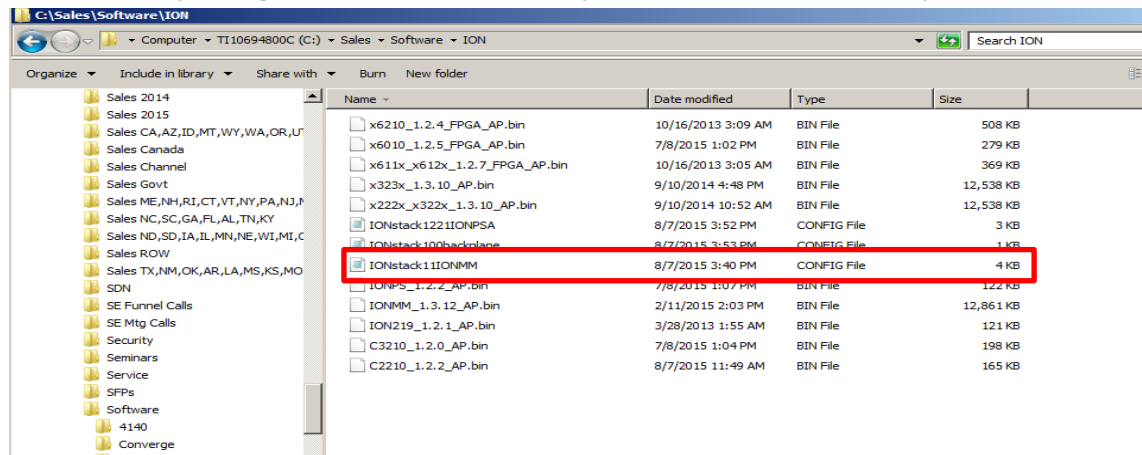 C:\Sales\Software\ION
Computer TI10694800C (C:) Sales Software ION
Search ION
Organize Include in library Share with Burn New folder
Sales 2014
Sales 2015
Sales CA,AZ,ID,MT,WY,WA,OR,UT
Sales Canada
Sales Channel
Sales Govt
Sales ME,NH,RI,CT,VT,NY,PA,NJ,
Sales NC,SC,GA,FL,AL,TN,KY
Sales ND,SD,IA,IL,MN,NE,WI,MI,
Sales ROW
Sales TX,NM,OK,AR,LA,MS,KS,MO
SDN
SE Funnel Calls
SE Mtg Calls
Security
Seminars
Service
SFPs
Software
4140
Converge
Name Date modified Type Size
x6210_1.2.4_FPGA_AP.bin 10/16/2013 3:09 AM BIN File 508 KB
x6010_1.2.5_FPGA_AP.bin 7/8/2015 1:02 PM BIN File 279 KB
x611x_x612x_1.2.7_FPGA_AP.bin 10/16/2013 3:05 AM BIN File 369 KB
x323x_1.3.10_AP.bin 9/10/2014 4:48 PM BIN File 12,538 KB
x222x_x322x_1.3.10_AP.bin 9/10/2014 10:52 AM BIN File 12,538 KB
IONstack1221IONPSA 8/7/2015 3:52 PM CONFIG File 3 KB
IONstack100backplane 8/7/2015 3:53 PM CONFIG File 1 KB
IONstack11IONMM 8/7/2015 3:40 PM CONFIG File 4 KB
IONPS_1.2.2_AP.bin 7/8/2015 1:07 PM BIN File 122 KB
IONMM_1.3.12_AP.bin 2/11/2015 2:03 PM BIN File 12,861 KB
ION219_1.2.1_AP.bin 3/28/2013 1:55 AM BIN File 121 KB
C3210_1.2.0_AP.bin 7/8/2015 1:04 PM BIN File 198 KB
C2210_1.2.2_AP.bin 8/7/2015 11:49 AM BIN File 165 KB